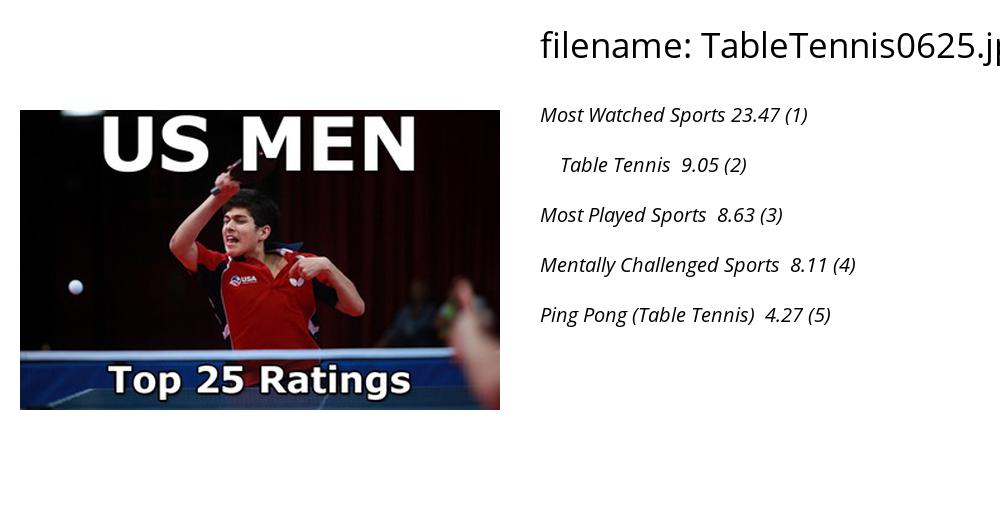 filename: TableTennis0625.jp
US MEN
USA
Top 25 Ratings
Most Watched Sports 23.47 (1)
Table Tennis 9.05 (2)
Most Played Sports 8.63 (3)
Mentally Challenged Sports 8.11 (4)
Ping Pong (Table Tennis) 4.27 (5)